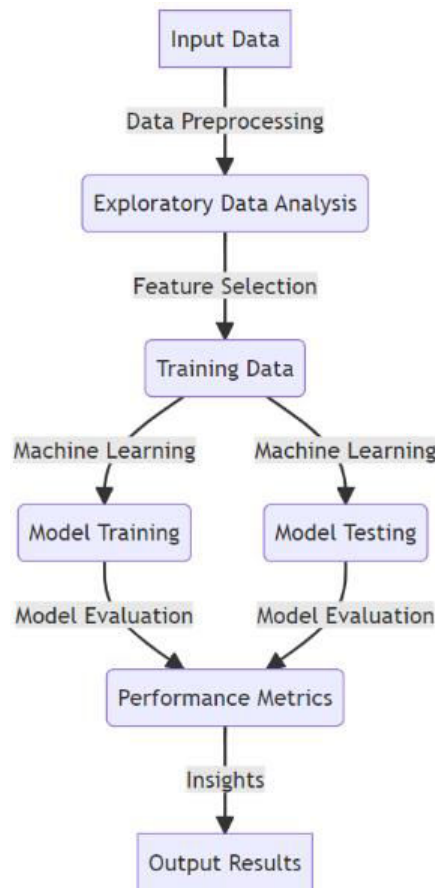 Input Data
Data Preprocessing
Exploratory Data Analysis
Feature Selection
Training Data
Machine Learning
Machine Learning
Model Training
Model Testing
Model Evaluation
Model Evaluation
Performance Metrics
Insights
Output Results